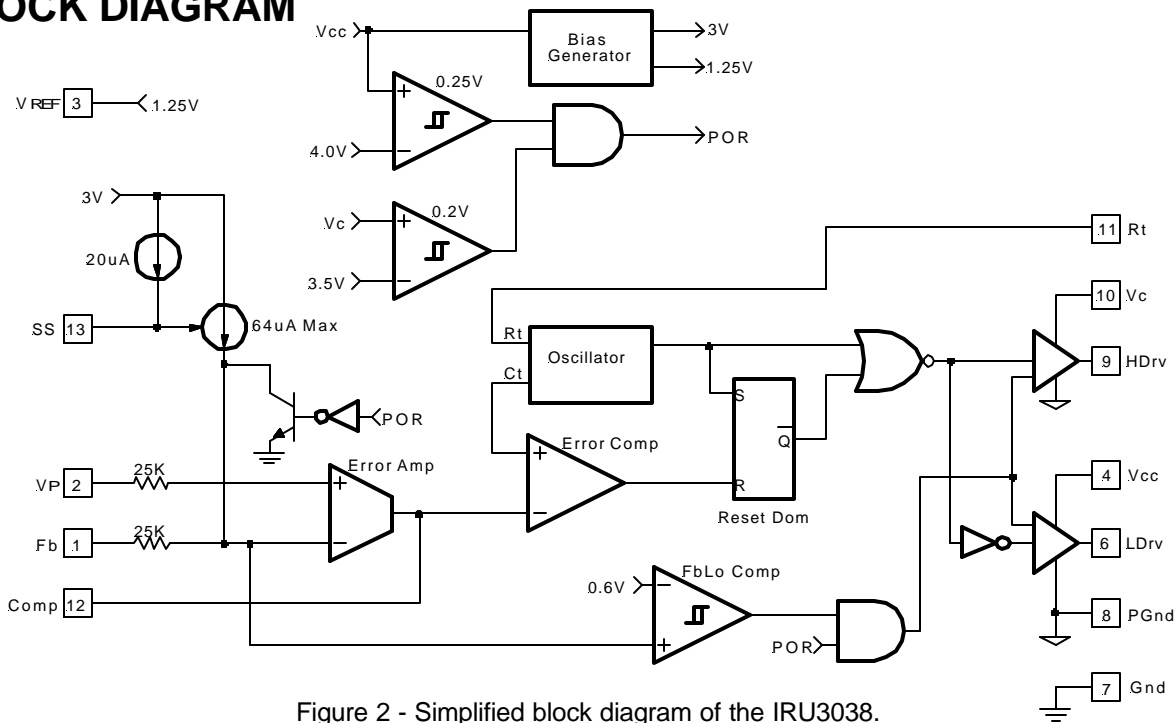 OCK DIAGRAM
Vcc
Bias
Generator
3V
1.25V
VREF 3 1.25V
0.25V
4.0V
POR
3V
Vc
0.2V
3.5V
20uA
11 Rt
SS 13
64uA Max
10 Vc
Rt
Oscillator
Ct
9 HDrv
POR
S
Q
R
Reset Dom
Error Comp
Error Amp
VP 2 25K
4 Vcc
Fb 1 25K
6 LDrv
FbLo Comp
0.6V
Comp 12
8 PGnd
POR
7 Gnd
Figure 2 - Simplified block diagram of the IRU3038.